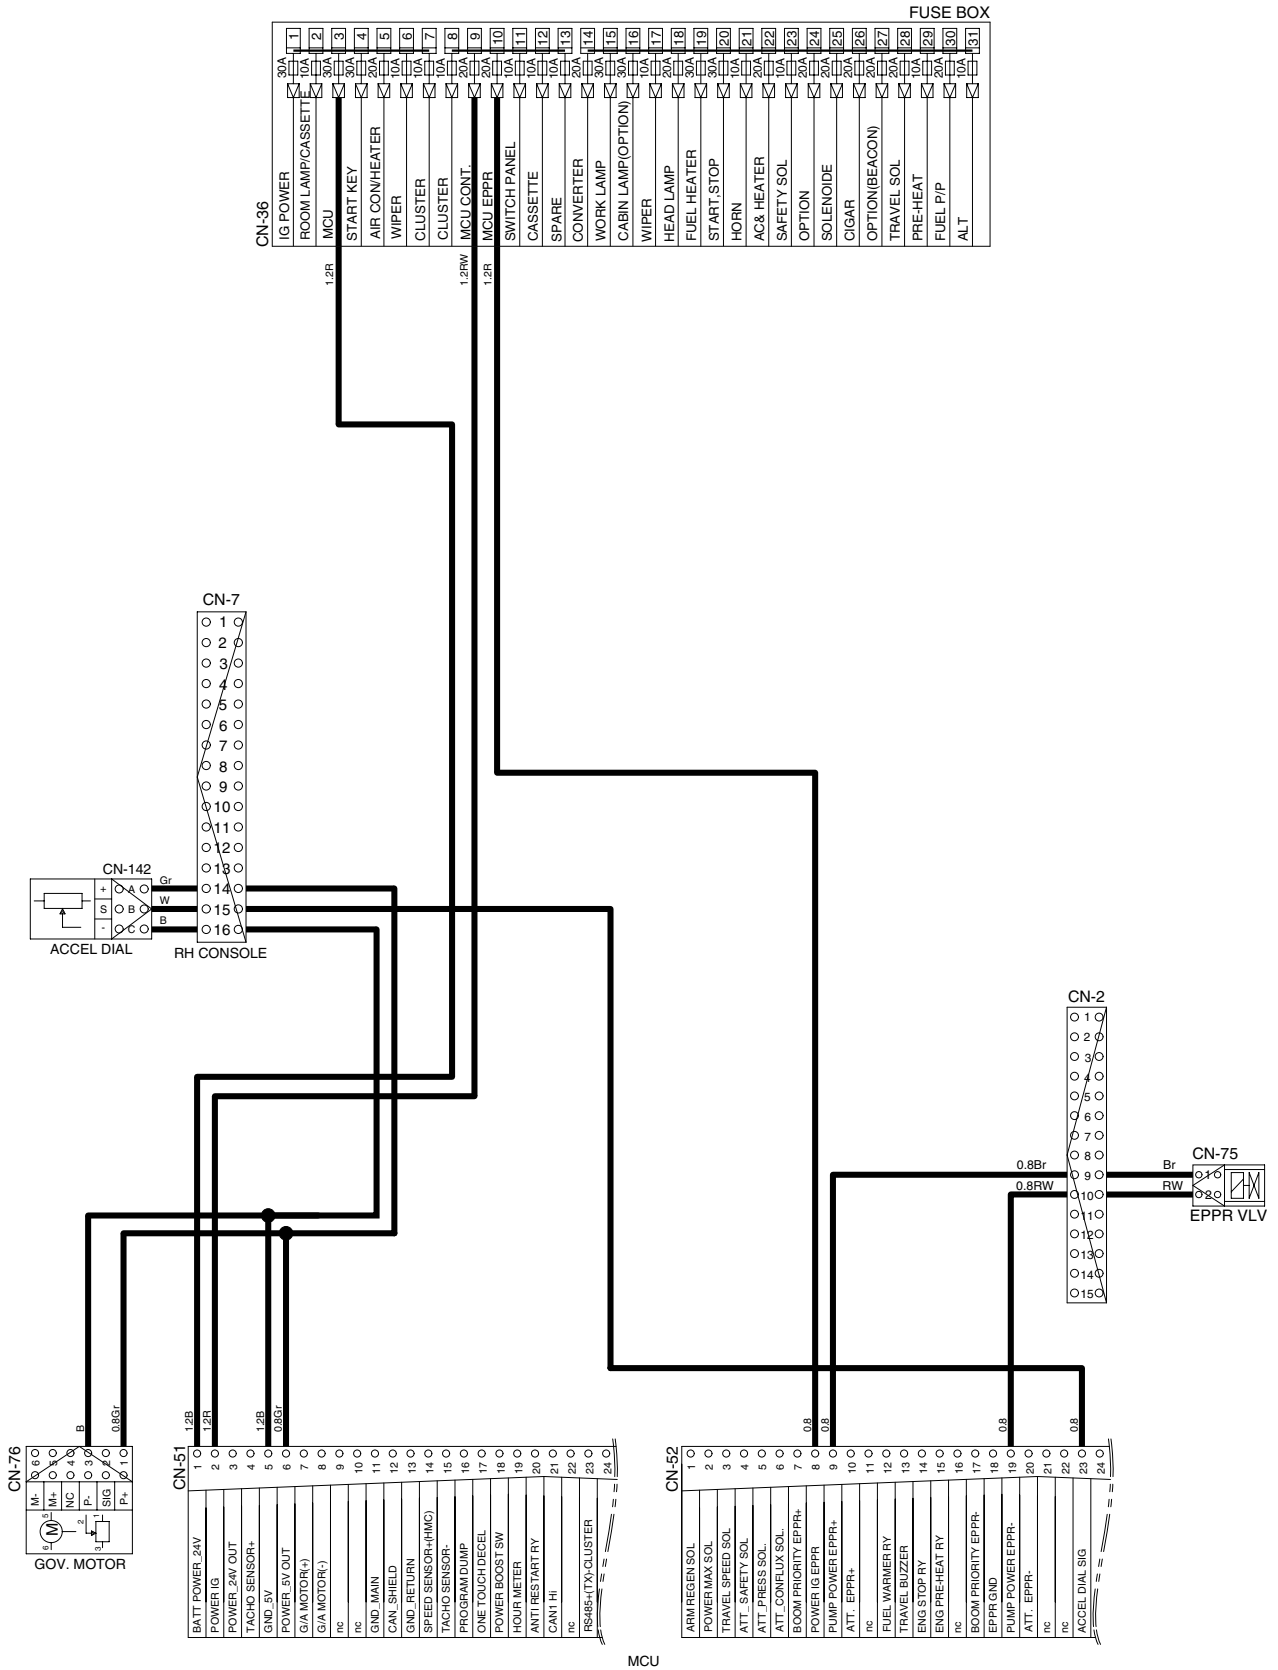 FUSE BOX
1 2 3 4 5 6 7 8 9 10 11 12 13 14 15 16 17 18 19 20 21 22 23 24 25 26 27 28 29 30 31
30A 10A 30A 30A 20A 10A 10A 10A 20A 20A 10A 10A 10A 10A 30A 30A 10A 20A 20A 10A 10A 20A 20A 20A 20A 20A 20A 20A 10A 20A 10A
CN-36
IG POWER
ROOM LAMP/CASSETTE
MCU
START KEY
AIR CON/HEATER
WIPER
CLUSTER
CLUSTER
MCU CONT.
MCU EPPR
SWITCH PANEL
CASSETTE
SPARE
CONVERTER
WORK LAMP
CABIN LAMP(OPTION)
WIPER
HEAD LAMP
FUEL HEATER
START,STOP
HORN
AC& HEATER
SAFETY SOL
OPTION
SOLENOIDE
CIGAR
OPTION(BEACON)
TRAVEL SOL
PRE-HEAT
FUEL P/P
ALT
1.2R
1.2RW
1.2R
CN-7
1
2
3
4
5
6
7
8
9
10
11
12
13
14
15
16
RH CONSOLE
CN-142
+ A Gr
S B W
- C B
ACCEL DIAL
CN-2
1
2
3
4
5
6
7
8
9
10
11
12
13
14
15
0.8Br
0.8RW
CN-75
Br 1
RW 2
EPPR VLV
B
0.8Gr
1.2B
1.2R
1.2B
0.8Gr
0.8
0.8
0.8
0.8
CN-76
6 5 4 3 2 1
M-
M+
NC
P-
SIG
P+
6 M 5
3 2 1
GOV. MOTOR
CN-51
1 BATT POWER_24V
2 POWER IG
3 POWER_24V OUT
4 TACHO SENSOR+
5 GND_5V
6 POWER_5V OUT
7 G/A MOTOR(+)
8 G/A MOTOR(-)
9 nc
10 nc
11 GND_MAIN
12 CAN_SHIELD
13 GND_RETURN
14 SPEED SENSOR+(HMC)
15 TACHO SENSOR-
16 PROGRAM DUMP
17 ONE TOUCH DECEL
18 POWER BOOST SW
19 HOUR METER
20 ANTI RESTART RY
21 CAN1 Hi
22 nc
23 RS485+(TX)-CLUSTER
24
CN-52
1 ARM REGEN SOL
2 POWER MAX SOL
3 TRAVEL SPEED SOL
4 ATT_SAFETY SOL
5 ATT_PRESS SOL.
6 ATT_CONFLUX SOL.
7 BOOM PRIORITY EPPR+
8 POWER IG EPPR
9 PUMP POWER EPPR+
10 ATT. EPPR+
11 nc
12 FUEL WARMER RY
13 TRAVEL BUZZER
14 ENG STOP RY
15 ENG PRE-HEAT RY
16 nc
17 BOOM PRIORITY EPPR-
18 EPPR GND
19 PUMP POWER EPPR-
20 ATT. EPPR-
21 nc
22 nc
23 ACCEL DIAL SIG
24
MCU